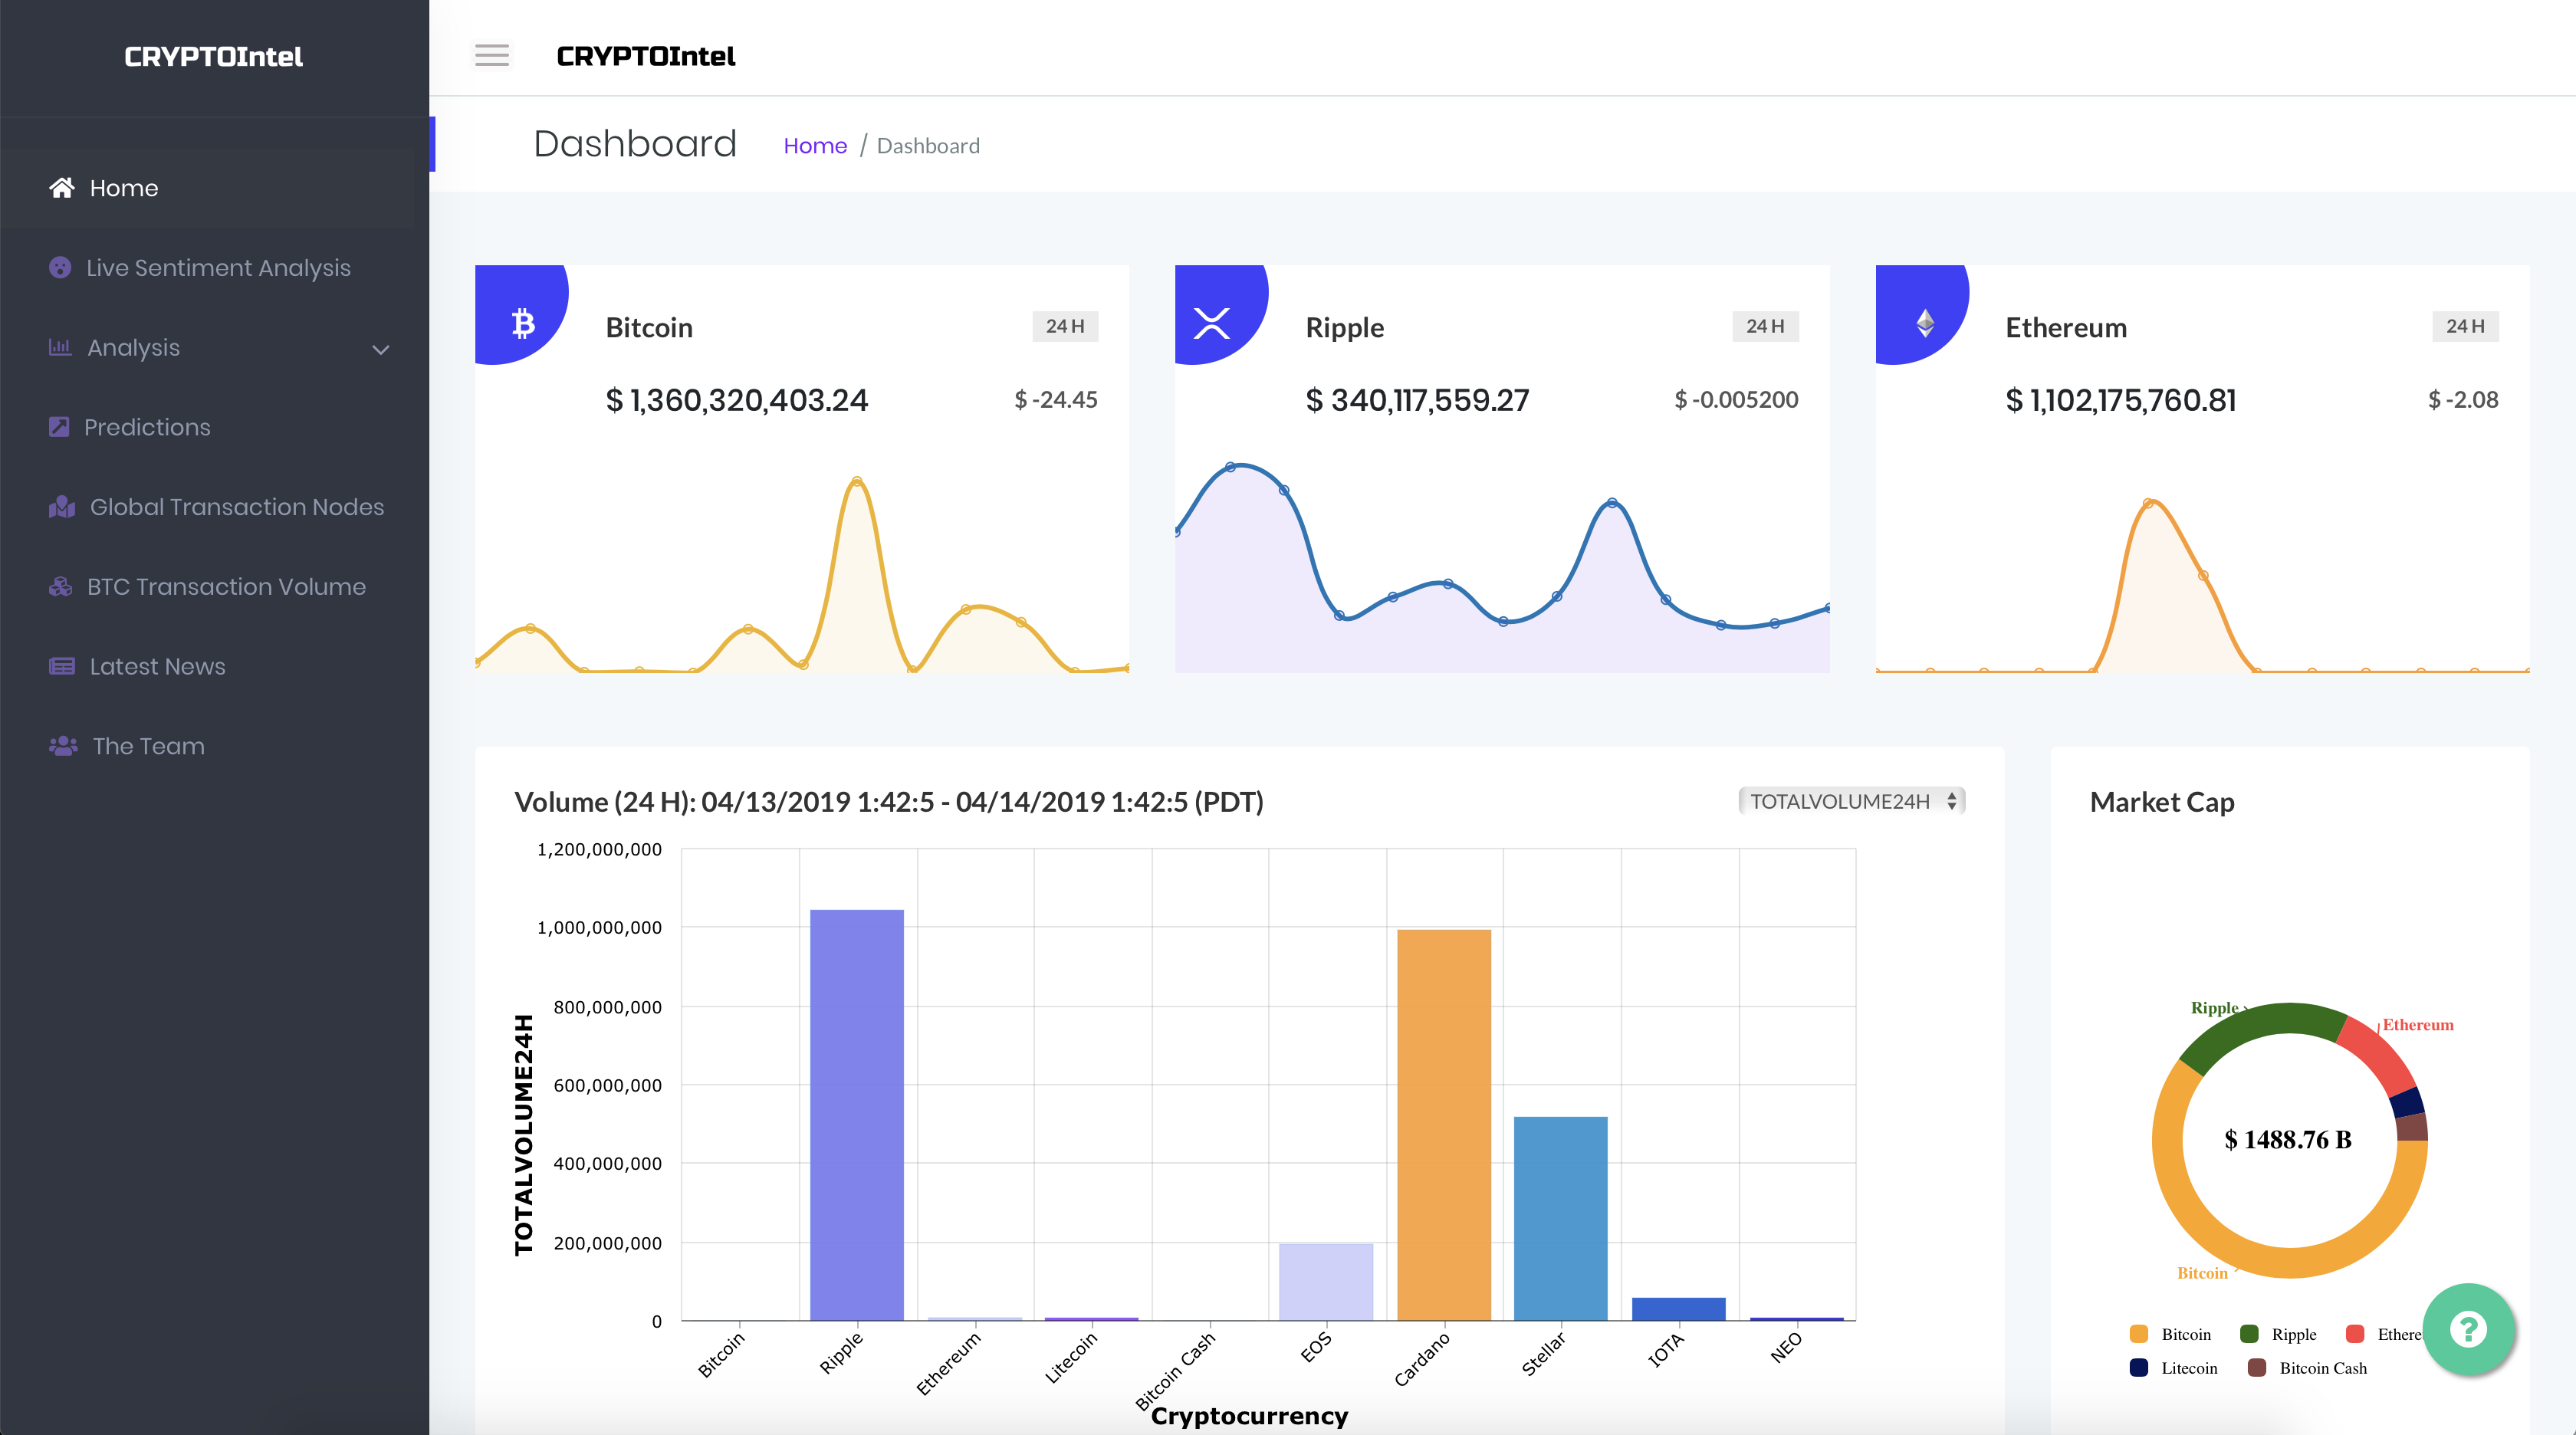 CRYPTOIntel
Home
Live Sentiment Analysis
Analysis
Predictions
Global Transaction Nodes
BTC Transaction Volume
Latest News
The Team
CRYPTOIntel
Dashboard Home / Dashboard
Bitcoin 24 H
$ 1,360,320,403.24 $ -24.45
Ripple 24 H
$ 340,117,559.27 $ -0.005200
Ethereum 24 H
$ 1,102,175,760.81 $ -2.08
Volume (24 H): 04/13/2019 1:42:5 - 04/14/2019 1:42:5 (PDT) TOTALVOLUME24H
1,200,000,000
1,000,000,000
800,000,000
600,000,000
400,000,000
200,000,000
0
TOTALVOLUME24H
Bitcoin
Ripple
Ethereum
Litecoin
Bitcoin Cash
EOS
Cardano
Stellar
IOTA
NEO
Cryptocurrency
Market Cap
Ripple
Ethereum
$ 1488.76 B
Bitcoin
Bitcoin Ripple Ethere
Litecoin Bitcoin Cash
?